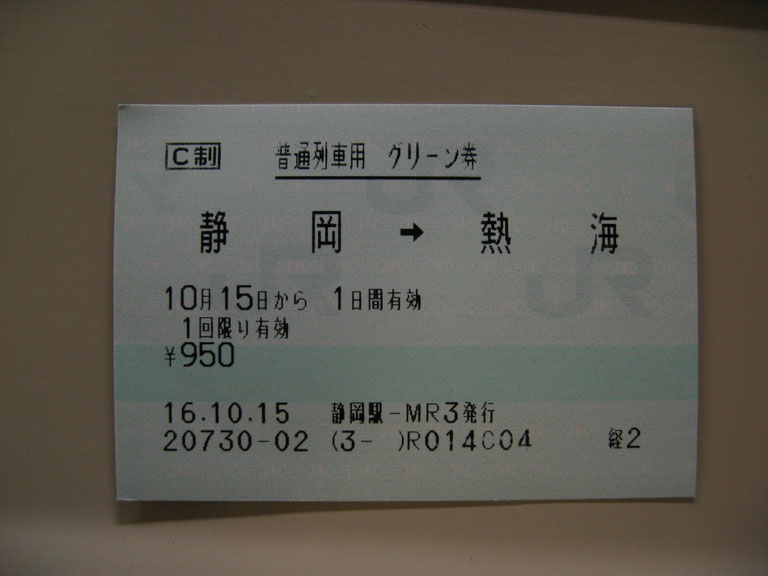 C制 普通列車用 グリーン券
静岡 → 熱海
10月15日から 1日間有効
1回限り有効
¥950
16.10.15 静岡駅-MR3発行
20730-02 (3- )R014C04 経2